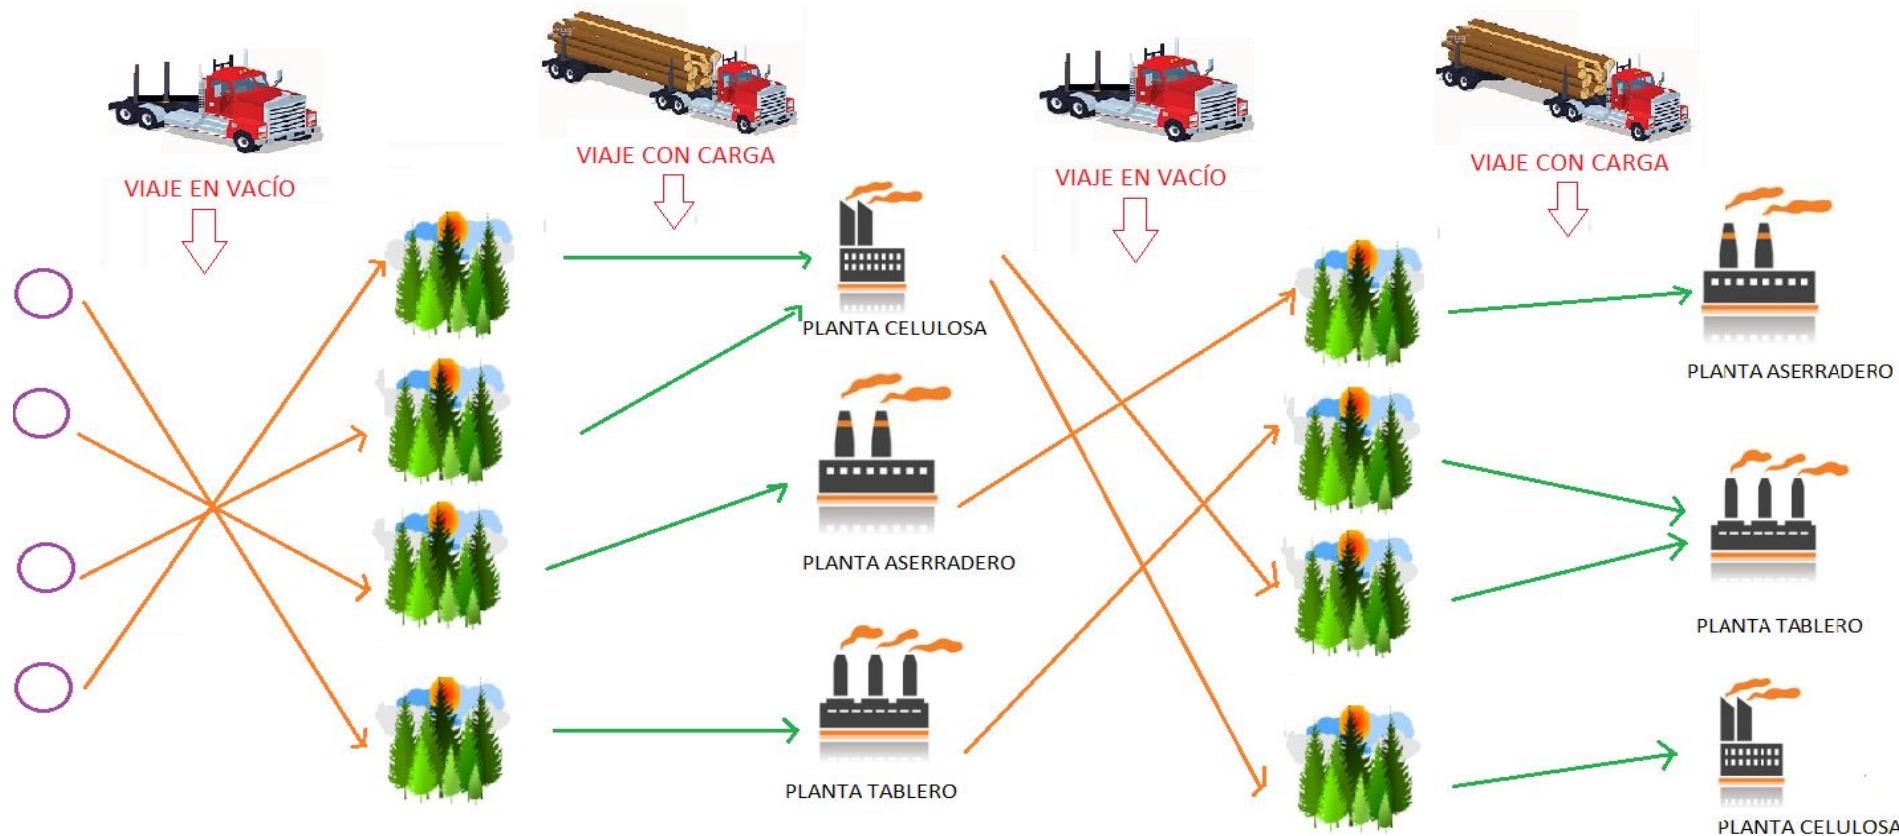 VIAJE EN VACÍO
VIAJE CON CARGA
VIAJE EN VACÍO
VIAJE CON CARGA
PLANTA CELULOSA
PLANTA ASERRADERO
PLANTA TABLERO
PLANTA ASERRADERO
PLANTA TABLERO
PLANTA CELULOSA